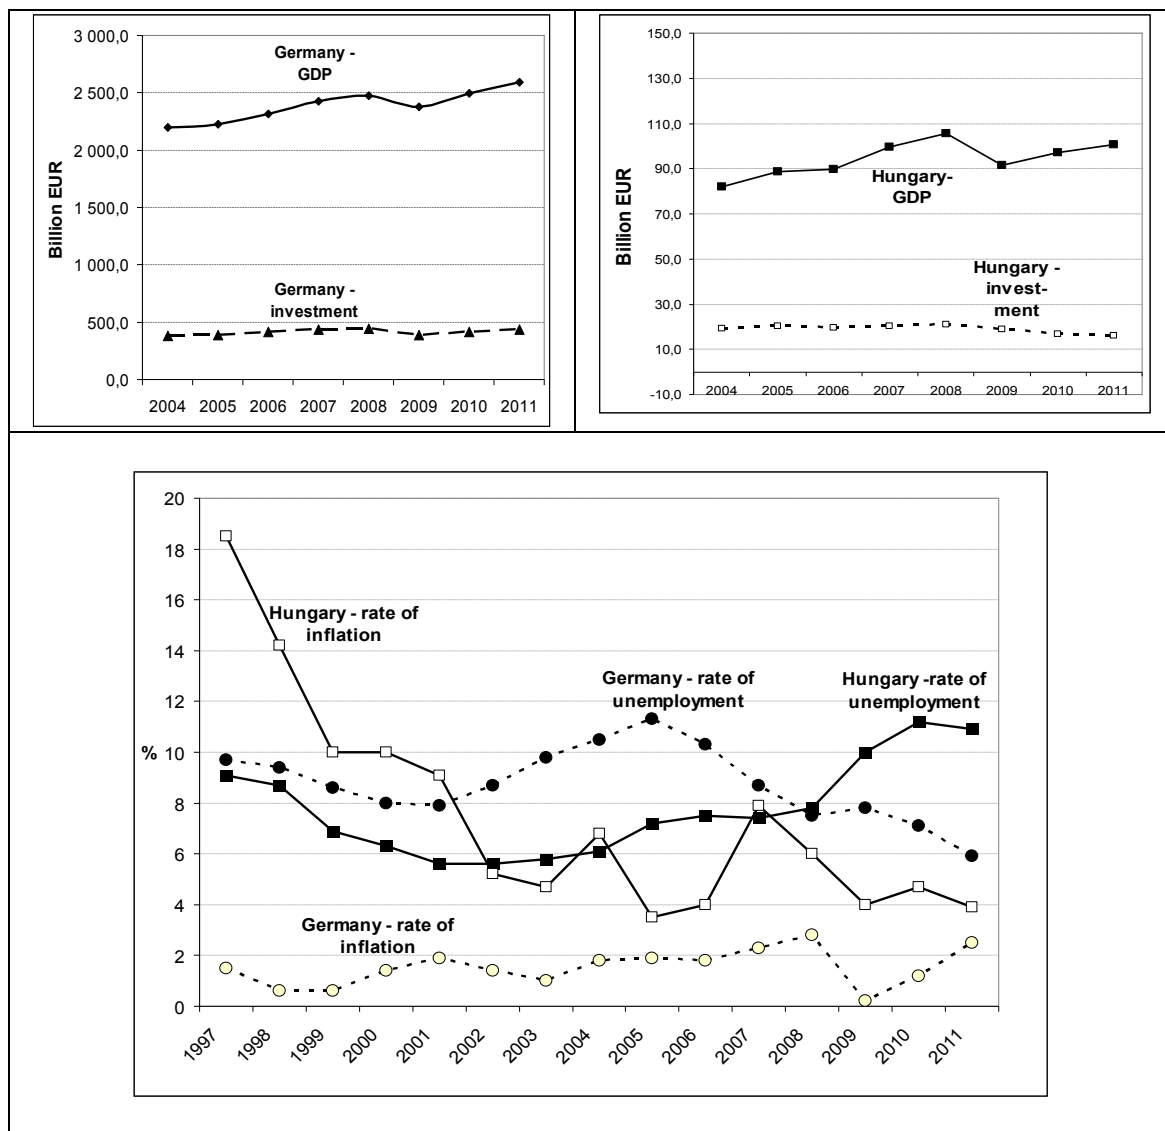 3 000,0
2 500,0
2 000,0
1 500,0
1 000,0
500,0
0,0
Billion EUR
Germany -
GDP
Germany -
investment
2004 2005 2006 2007 2008 2009 2010 2011
150,0
130,0
110,0
90,0
70,0
50,0
30,0
10,0
-10,0
Billion EUR
Hungary-
GDP
Hungary -
invest-
ment
2004 2005 2006 2007 2008 2009 2010 2011
20
18
16
14
12
10
8
6
4
2
0
%
Hungary - rate of
inflation
Germany - rate of
unemployment
Hungary -rate of
unemployment
Germany - rate of
inflation
1997 1998 1999 2000 2001 2002 2003 2004 2005 2006 2007 2008 2009 2010 2011